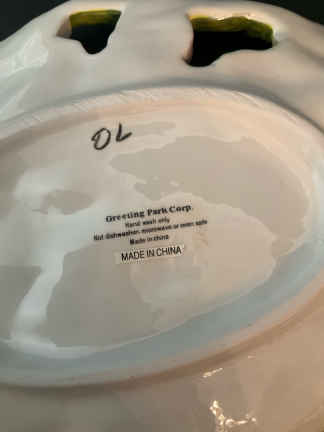 OL
Greeting Park Corp.
Hand wash only
Not dishwasher, microwave or oven safe
Made in china
MADE IN CHINA